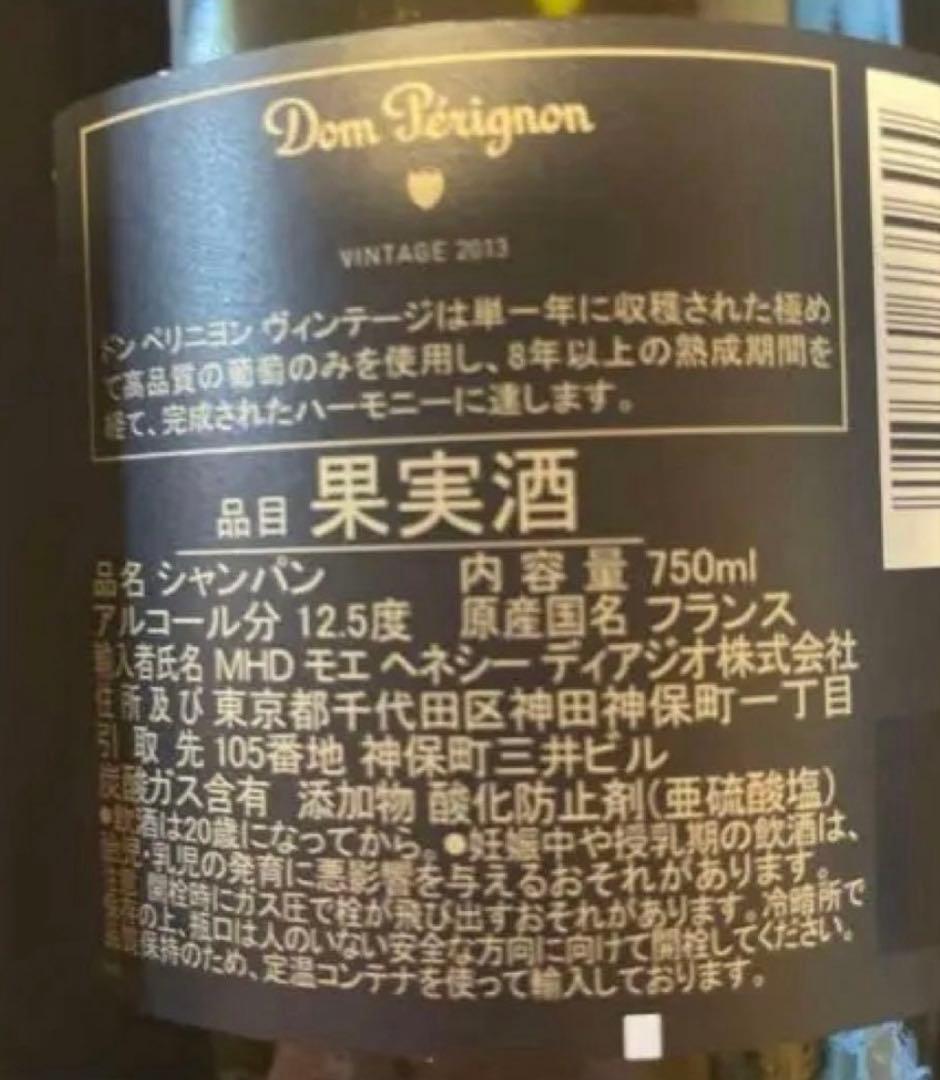 Dom Pérignon
VINTAGE 2013
ドン ペリニヨン ヴィンテージは単一年に収穫された極め
て高品質の葡萄のみを使用し、8年以上の熟成期間を
経て、完成されたハーモニーに達します。
品目 果実酒
品名 シャンパン 内容量 750ml
アルコール分 12.5度 原産国名 フランス
輸入者氏名 MHD モエ ヘネシー ディアジオ株式会社
住所及び 東京都千代田区神田神保町一丁目
引取先 105番地 神保町三井ビル
炭酸ガス含有 添加物 酸化防止剤(亜硫酸塩)
●飲酒は20歳になってから。●妊娠中や授乳期の飲酒は、
胎児・乳児の発育に悪影響を与えるおそれがあります。
注意 開栓時にガス圧で栓が飛び出すおそれがあります。冷暗所で
保存の上、瓶口は人のいない安全な方向に向けて開栓してください。
品質保持のため、定温コンテナを使って輸入しております。